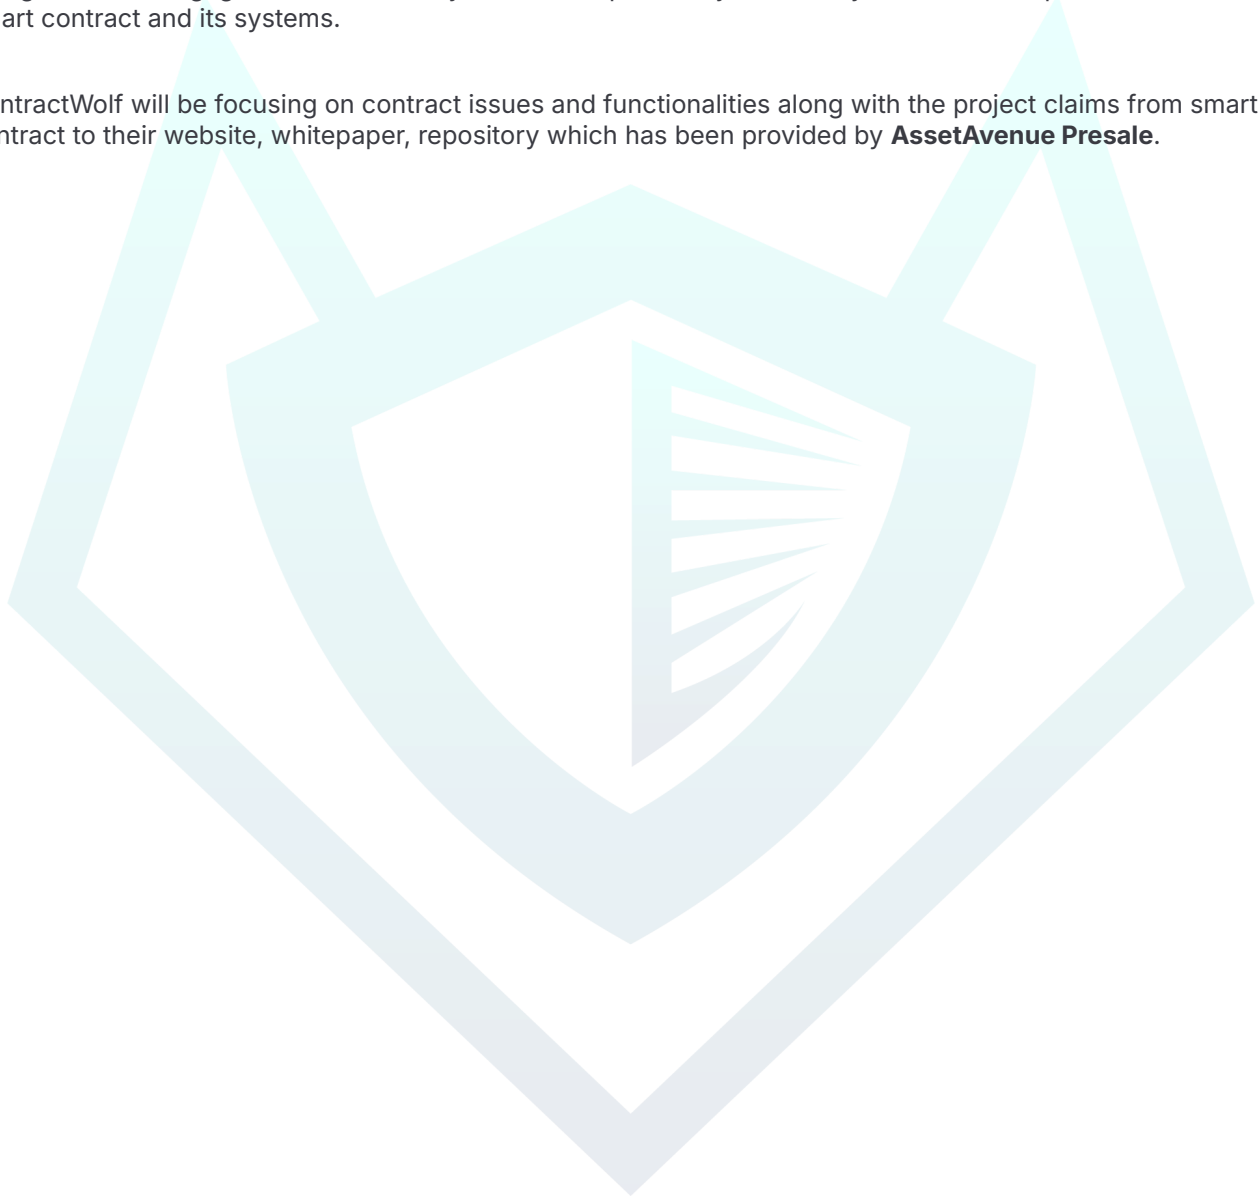 art contract and its systems.
ntractWolf will be focusing on contract issues and functionalities along with the project claims from smart
ntract to their website, whitepaper, repository which has been provided by AssetAvenue Presale.